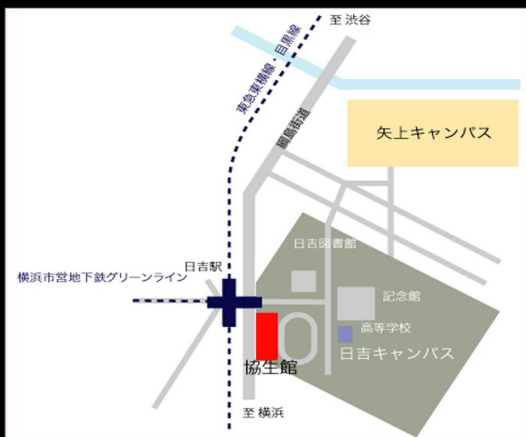 至 渋谷
東急東横線・目黒線
綱島街道
矢上キャンパス
日吉図書館
日吉駅
横浜市営地下鉄グリーンライン
記念館
高等学校
日吉キャンパス
協生館
至 横浜